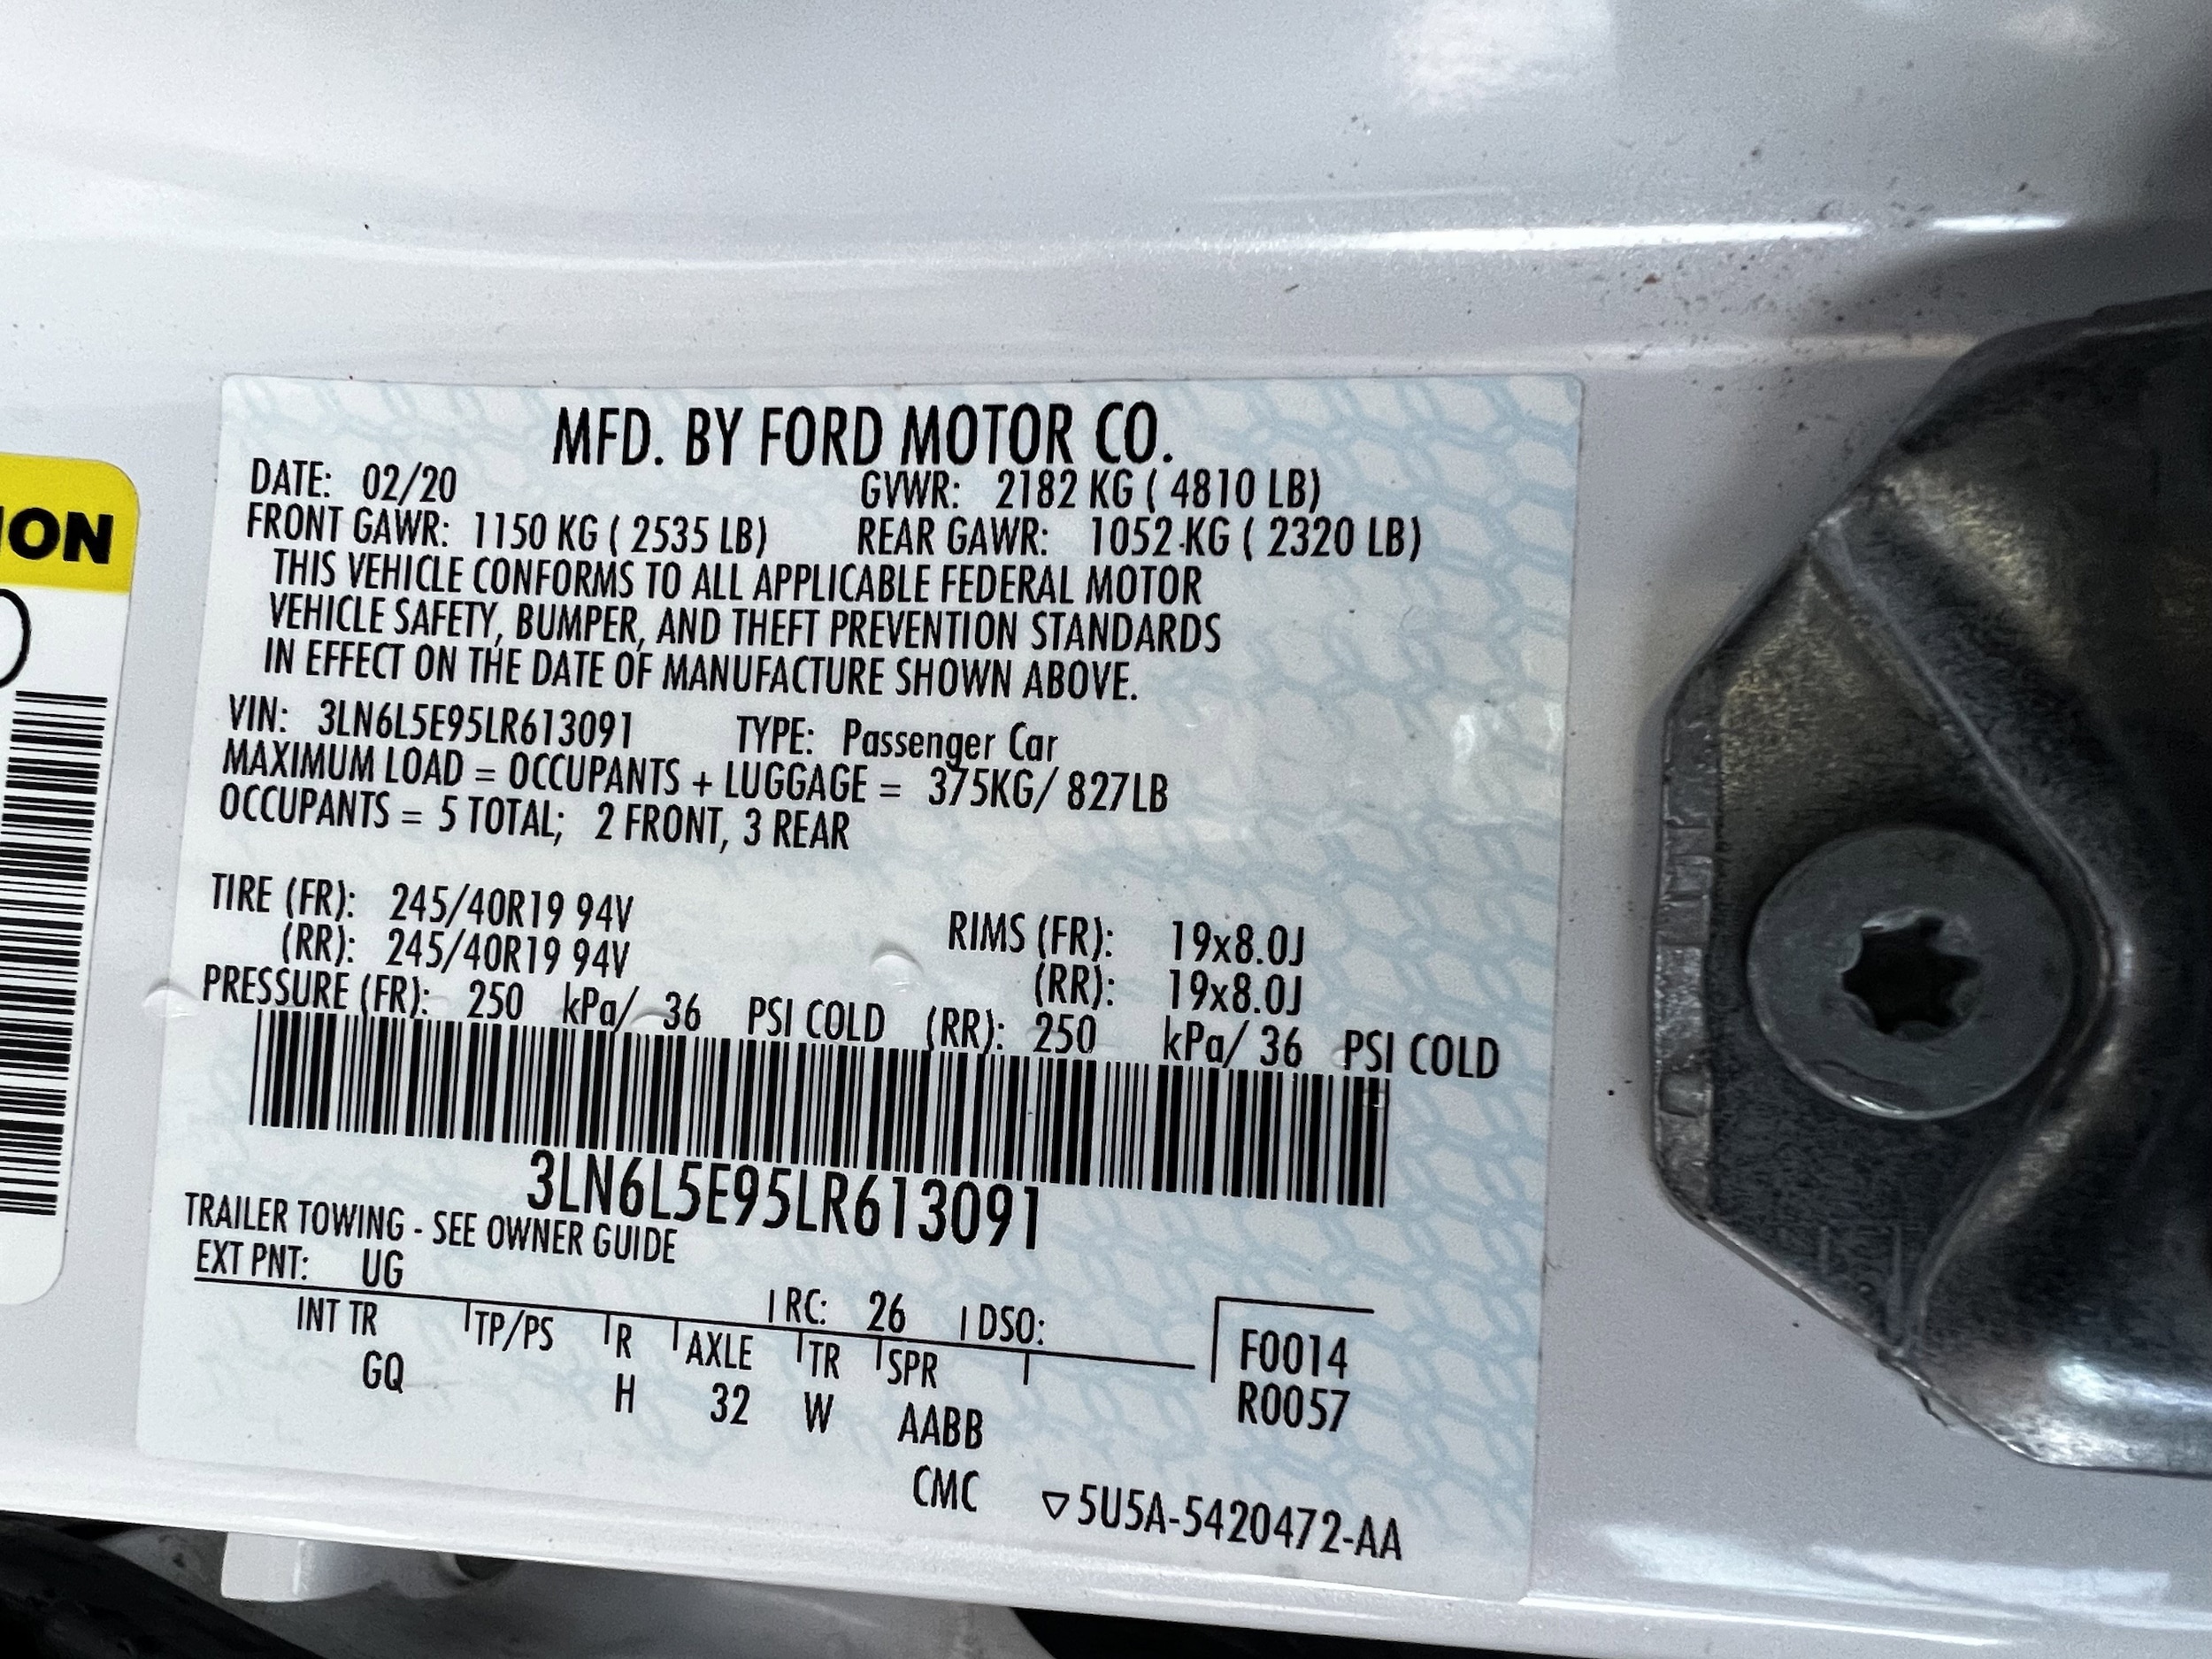 ION
MFD. BY FORD MOTOR CO.
DATE: 02/20 GVWR: 2182 KG ( 4810 LB)
FRONT GAWR: 1150 KG ( 2535 LB) REAR GAWR: 1052 KG ( 2320 LB)
THIS VEHICLE CONFORMS TO ALL APPLICABLE FEDERAL MOTOR
VEHICLE SAFETY, BUMPER, AND THEFT PREVENTION STANDARDS
IN EFFECT ON THE DATE OF MANUFACTURE SHOWN ABOVE.
VIN: 3LN6L5E95LR613091 TYPE: Passenger Car
MAXIMUM LOAD = OCCUPANTS + LUGGAGE = 375KG/ 827LB
OCCUPANTS = 5 TOTAL; 2 FRONT, 3 REAR
TIRE (FR): 245/40R19 94V RIMS (FR): 19x8.0J
(RR): 245/40R19 94V (RR): 19x8.0J
PRESSURE (FR): 250 kPa/ 36 PSI COLD (RR): 250 kPa/ 36 PSI COLD
3LN6L5E95LR613091
TRAILER TOWING - SEE OWNER GUIDE
EXT PNT: UG RC: 26 DSO:
INT TR TP/PS R AXLE TR SPR F0014
GQ H 32 W AABB R0057
CMC ▽5U5A-5420472-AA